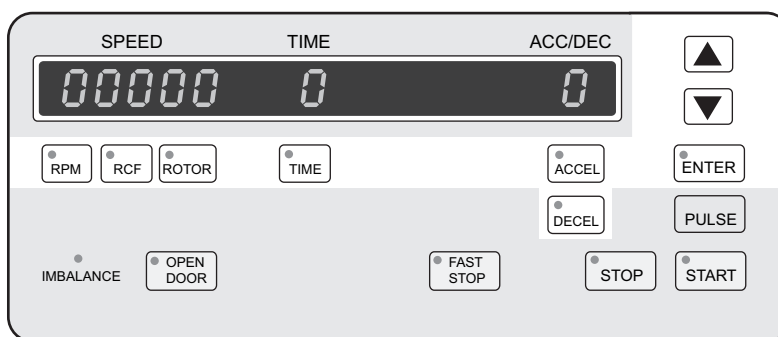 SPEED TIME ACC/DEC
00000 0 0
RPM RCF ROTOR TIME ACCEL ENTER
DECEL PULSE
IMBALANCE OPEN DOOR FAST STOP STOP START